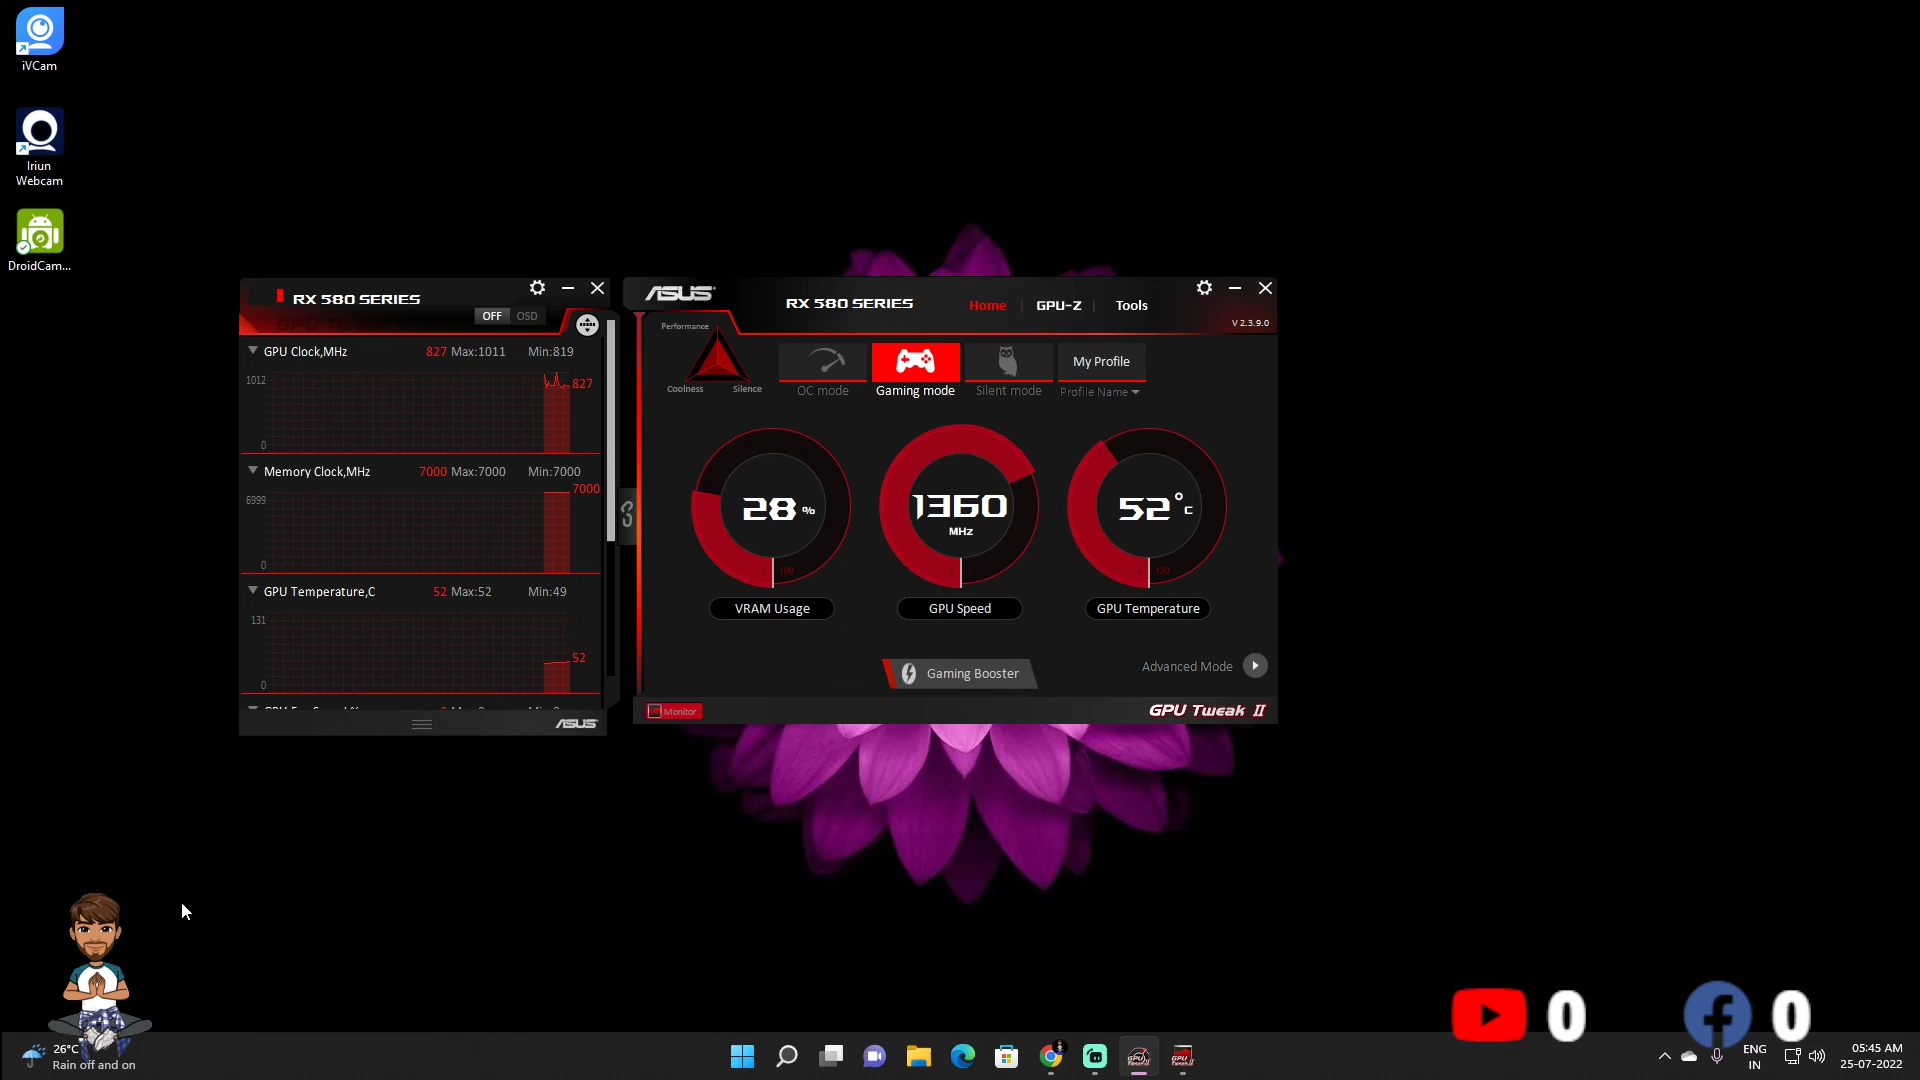 iVCam
Iriun
Webcam
DroidCam...
RX 580 SERIES
OFF OSD
GPU Clock,MHz 827 Max:1011 Min:819
1012
827
0
Memory Clock,MHz 7000 Max:7000 Min:7000
7000
6999
0
GPU Temperature,C 52 Max:52 Min:49
131
52
0
ASUS
ASUS
RX 580 SERIES
Home GPU-Z Tools
V 2.3.9.0
Performance
Coolness Silence
OC mode
Gaming mode
Silent mode
My Profile
Profile Name
28 %
0 100
VRAM Usage
1360
MHz
0
GPU Speed
52 °C
0 130
GPU Temperature
Gaming Booster
Advanced Mode
Monitor
GPU Tweak II
0
0
26°C
Rain off and on
ENG
IN
05:45 AM
25-07-2022